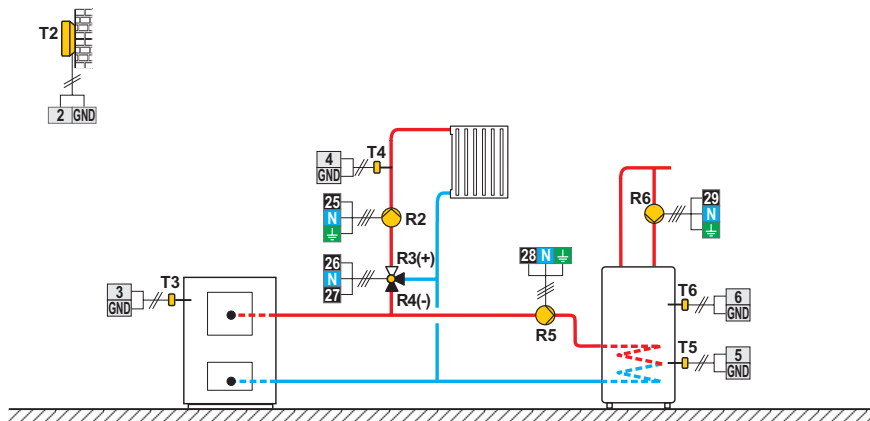 T2
2 GND
4
GND
T4
25
N
R2
R3(+)
26
N
27
R4(-)
T3
3
GND
28 N
R5
R6
29
N
T6
6
GND
T5
5
GND